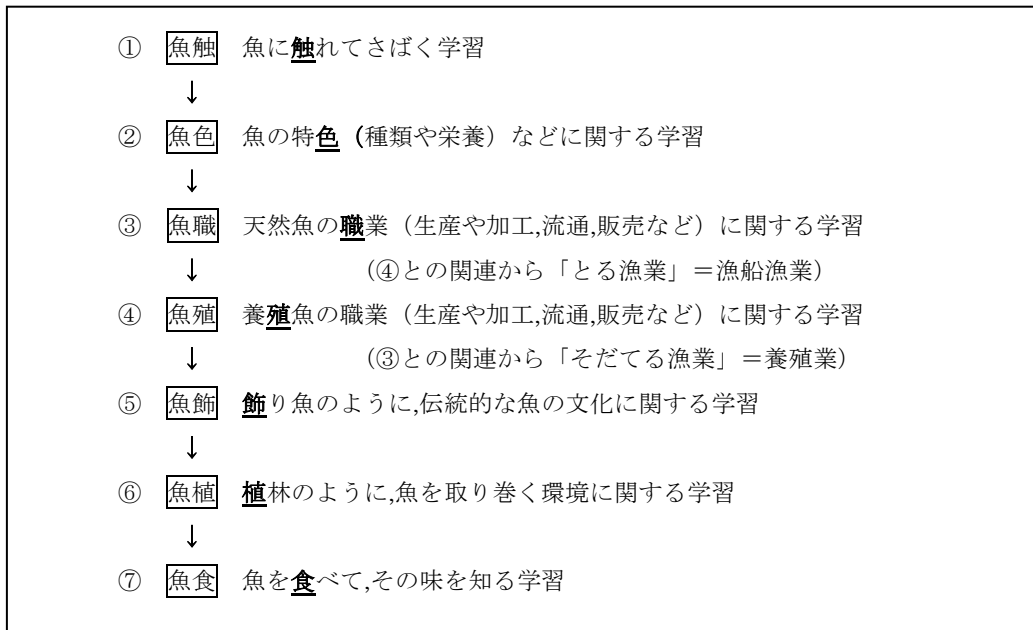 ① 魚触 魚に触れてさばく学習
↓
② 魚色 魚の特色(種類や栄養)などに関する学習
↓
③ 魚職 天然魚の職業(生産や加工,流通,販売など)に関する学習
↓ (④との関連から「とる漁業」=漁船漁業)
④ 魚殖 養殖魚の職業(生産や加工,流通,販売など)に関する学習
↓ (③との関連から「そだてる漁業」=養殖業)
⑤ 魚飾 飾り魚のように,伝統的な魚の文化に関する学習
↓
⑥ 魚植 植林のように,魚を取り巻く環境に関する学習
↓
⑦ 魚食 魚を食べて,その味を知る学習